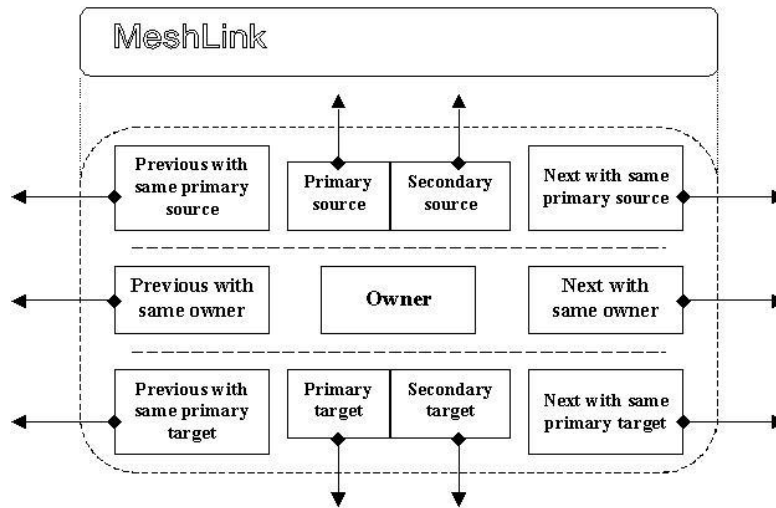 MeshLink
Previous with
same primary
source
Primary
source
Secondary
source
Next with same
primary source
Previous with
same owner
Owner
Next with
same owner
Previous with
same primary
target
Primary
target
Secondary
target
Next with same
primary target